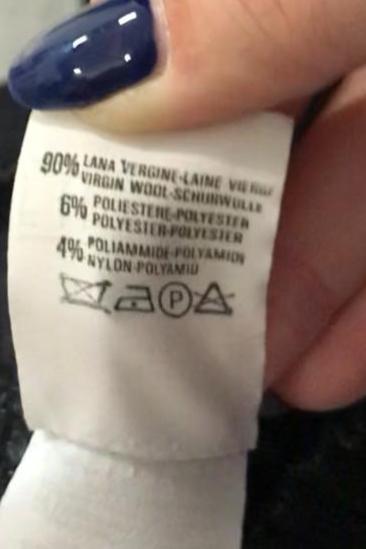 90% LANA VERGINE-LAINE VIERGE
VIRGIN WOOL-SCHURWOLLE
6% POLIESTERE-POLYESTER
POLYESTER-POLYESTER
4% POLIAMMIDE-POLYAMIDE
NYLON-POLYAMID
P